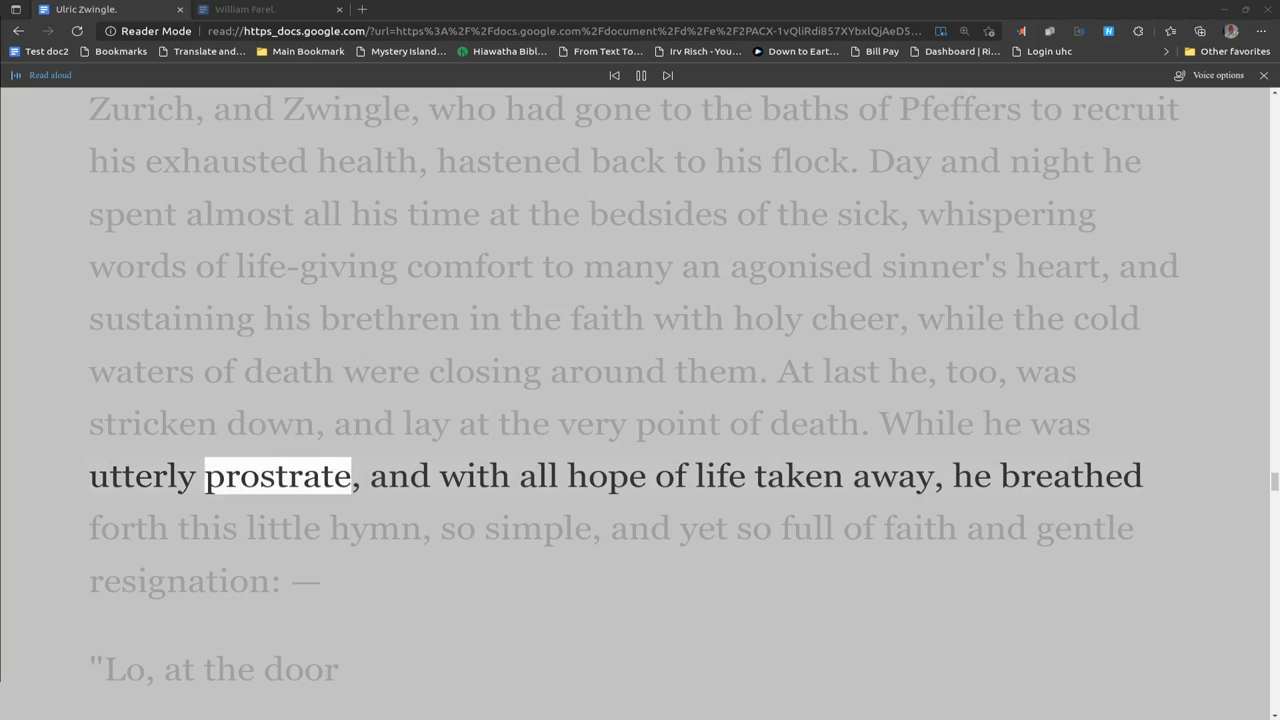 Ulric Zwingle.
William Farel.
Reader Mode
read://https_docs.google.com/?url=https%3A%2F%2Fdocs.google.com%2Fdocument%2Fd%2Fe%2F2PACX-1vQliRdi857XYbxlQjAeD5...
Test doc2
Bookmarks
Translate and...
Main Bookmark
Mystery Island...
Hiawatha Bibl...
From Text To...
Irv Risch - You...
Down to Eart...
Bill Pay
Dashboard | Ri...
Login uhc
Other favorites
Read aloud
Voice options
Zurich, and Zwingle, who had gone to the baths of Pfeffers to recruit
his exhausted health, hastened back to his flock. Day and night he
spent almost all his time at the bedsides of the sick, whispering
words of life-giving comfort to many an agonised sinner's heart, and
sustaining his brethren in the faith with holy cheer, while the cold
waters of death were closing around them. At last he, too, was
stricken down, and lay at the very point of death. While he was
utterly prostrate, and with all hope of life taken away, he breathed
forth this little hymn, so simple, and yet so full of faith and gentle
resignation: —
"Lo, at the door